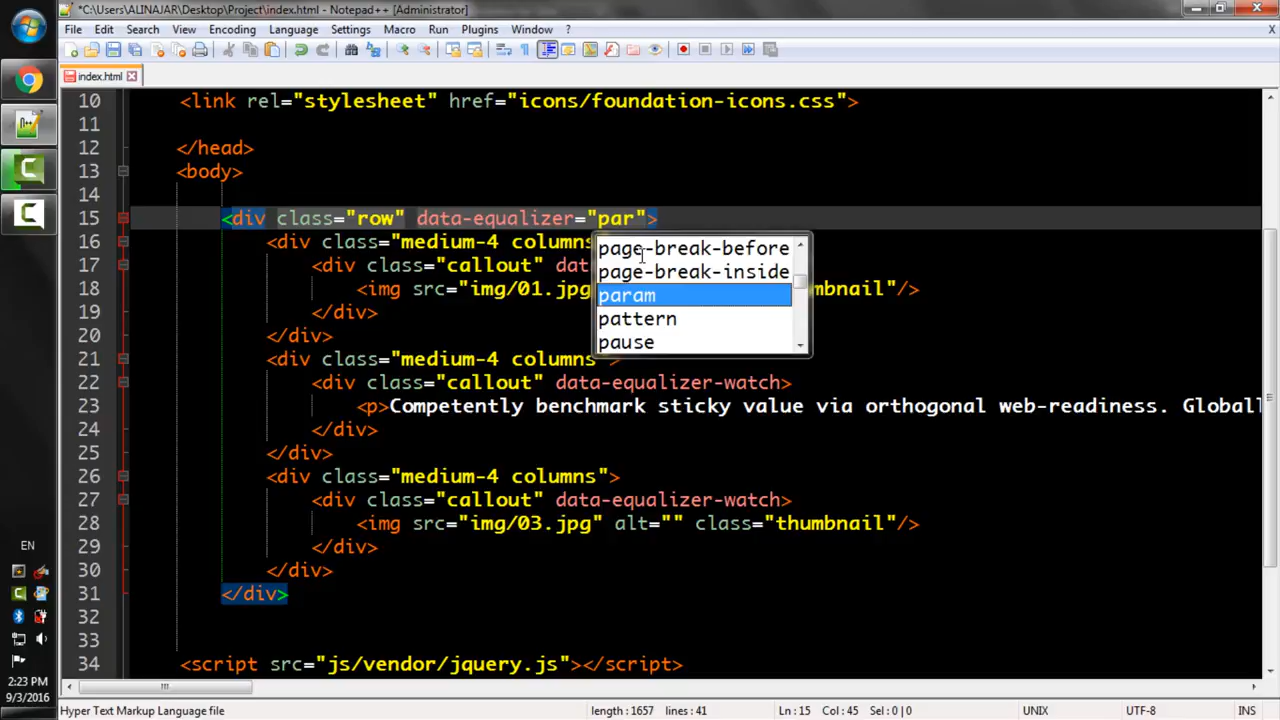 *C:\Users\ALINAJAR\Desktop\Project\index.html - Notepad++ [Administrator]
File Edit Search View Encoding Language Settings Macro Run Plugins Window ? X
index.html
10 <link rel="stylesheet" href="icons/foundation-icons.css">
11
12 </head>
13 <body>
14
15 <div class="row" data-equalizer="par">
16 <div class="medium-4 columns
17 <div class="callout" dat
18 <img src="img/01.jpg mbnail"/>
19 </div>
20 </div>
21 <div class="medium-4 columns">
22 <div class="callout" data-equalizer-watch>
23 <p>Competently benchmark sticky value via orthogonal web-readiness. Globall
24 </div>
25 </div>
26 <div class="medium-4 columns">
27 <div class="callout" data-equalizer-watch>
28 <img src="img/03.jpg" alt="" class="thumbnail"/>
29 </div>
30 </div>
31 </div>
32
33
34 <script src="js/vendor/jquery.js"></script>
page-break-before
page-break-inside
param
pattern
pause
EN
2:23 PM
9/3/2016
Hyper Text Markup Language file length : 1657 lines : 41 Ln : 15 Col : 45 Sel : 0 | 0 UNIX UTF-8 INS